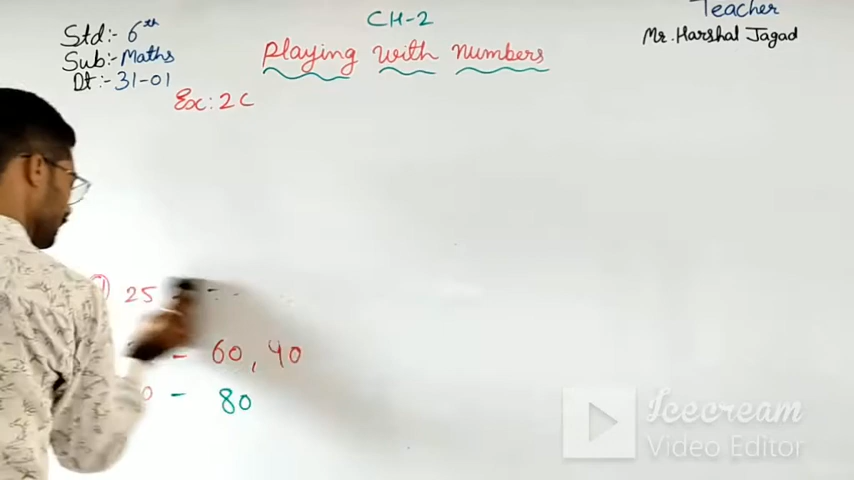 Std:- 6th
Sub:- Maths
Dt:- 31-01
CH-2
Playing with numbers
Teacher
Mr. Harshal Jagad
Ex: 2C
25
- 60, 40
0 - 80
Icecream
Video Editor